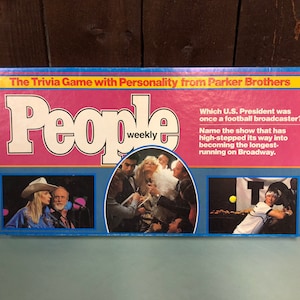 The Trivia Game with Personality from Parker Brothers
People
weekly
Which U.S. President was
once a football broadcaster?
Name the show that has
high-stepped its way into
becoming the longest-
running on Broadway.